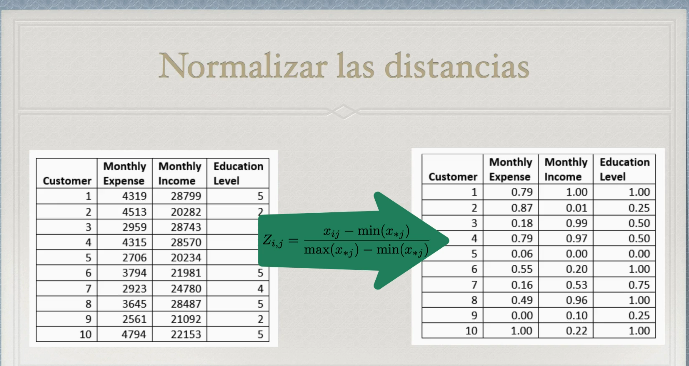 Normalizar las distancias
Customer Monthly Expense Monthly Income Education Level
1 4319 28799 5
2 4513 20282 2
3 2959 28743
4 4315 28570
5 2706 20234
6 3794 21981 5
7 2923 24780 4
8 3645 28487 5
9 2561 21092 2
10 4794 22153 5
Z_{i,j} = \frac{x_{ij} - min(x_{*j})}{max(x_{*j}) - min(x_{*j})}
Customer Monthly Expense Monthly Income Education Level
1 0.79 1.00 1.00
2 0.87 0.01 0.25
3 0.18 0.99 0.50
4 0.79 0.97 0.50
5 0.06 0.00 0.00
6 0.55 0.20 1.00
7 0.16 0.53 0.75
8 0.49 0.96 1.00
9 0.00 0.10 0.25
10 1.00 0.22 1.00